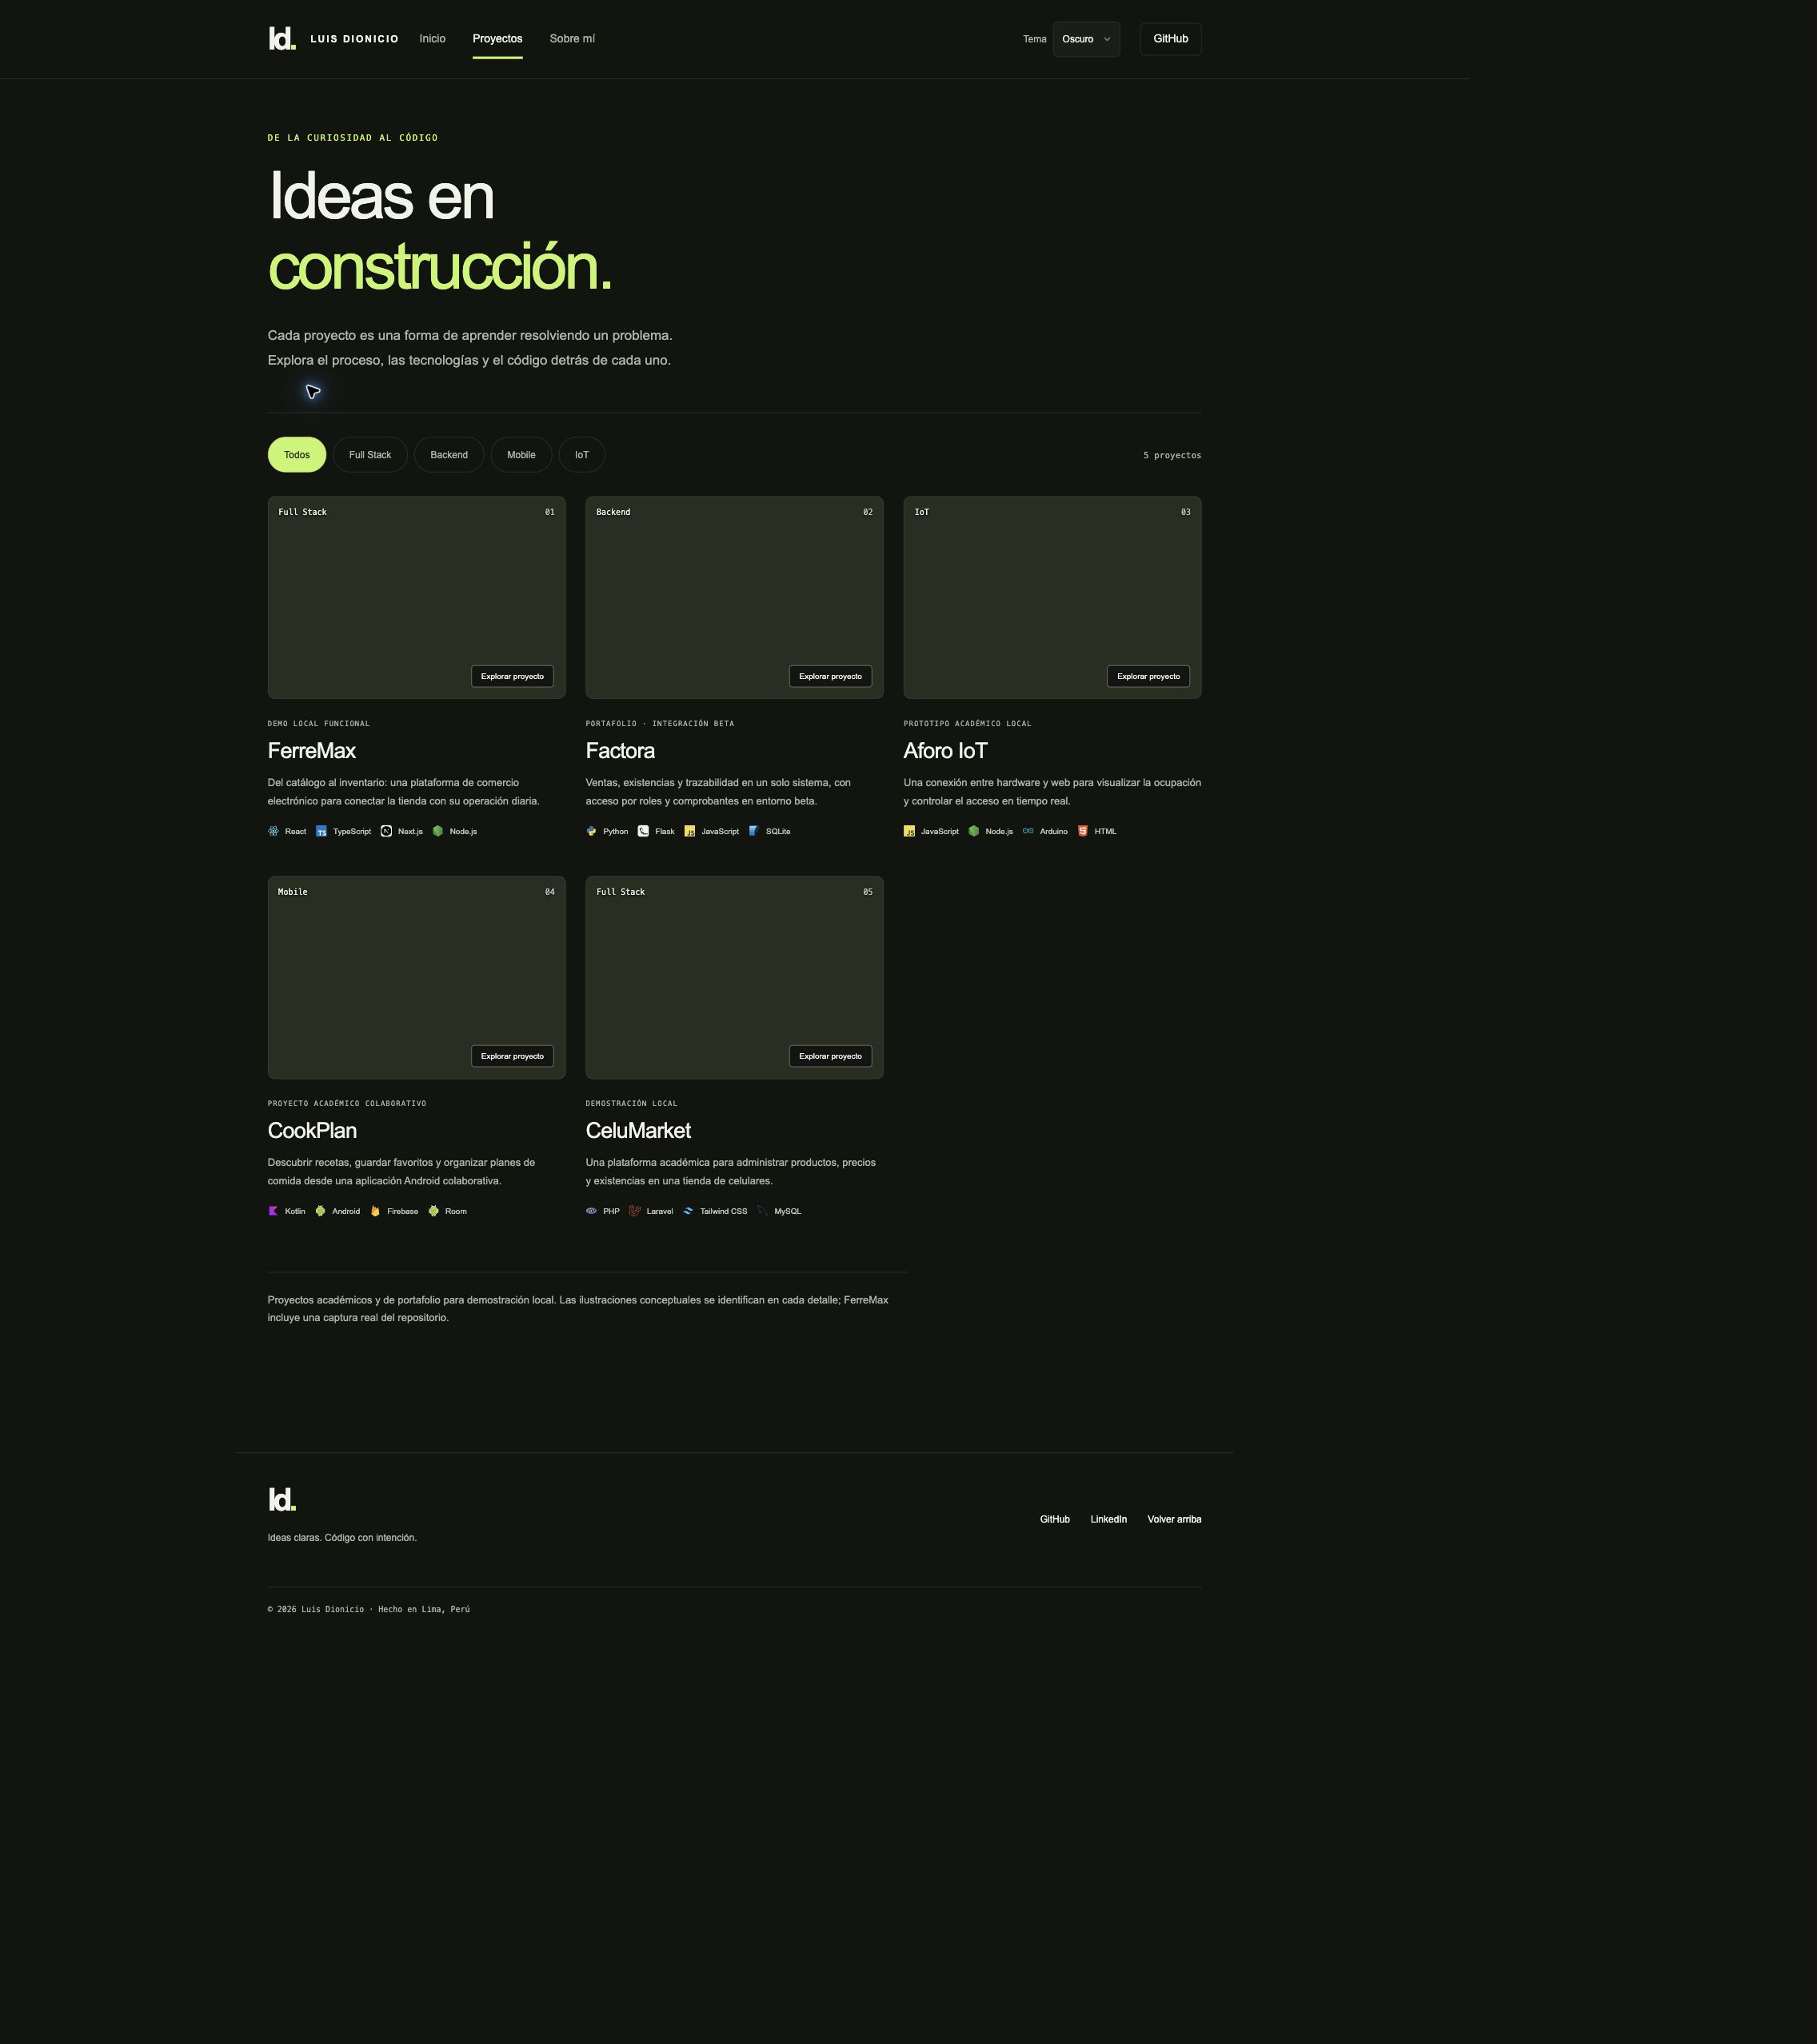 ld.
LUIS DIONICIO
Inicio
Proyectos
Sobre mí
Tema
Oscuro
GitHub
DE LA CURIOSIDAD AL CÓDIGO
Ideas en
construcción.
Cada proyecto es una forma de aprender resolviendo un problema.
Explora el proceso, las tecnologías y el código detrás de cada uno.
Todos
Full Stack
Backend
Mobile
IoT
5 proyectos
Full Stack
01
Explorar proyecto
DEMO LOCAL FUNCIONAL
FerreMax
Del catálogo al inventario: una plataforma de comercio
electrónico para conectar la tienda con su operación diaria.
React
TypeScript
Next.js
Node.js
Backend
02
Explorar proyecto
PORTAFOLIO · INTEGRACIÓN BETA
Factora
Ventas, existencias y trazabilidad en un solo sistema, con
acceso por roles y comprobantes en entorno beta.
Python
Flask
JavaScript
SQLite
IoT
03
Explorar proyecto
PROTOTIPO ACADÉMICO LOCAL
Aforo IoT
Una conexión entre hardware y web para visualizar la ocupación
y controlar el acceso en tiempo real.
JavaScript
Node.js
Arduino
HTML
Mobile
04
Explorar proyecto
PROYECTO ACADÉMICO COLABORATIVO
CookPlan
Descubrir recetas, guardar favoritos y organizar planes de
comida desde una aplicación Android colaborativa.
Kotlin
Android
Firebase
Room
Full Stack
05
Explorar proyecto
DEMOSTRACIÓN LOCAL
CeluMarket
Una plataforma académica para administrar productos, precios
y existencias en una tienda de celulares.
PHP
Laravel
Tailwind CSS
MySQL
Proyectos académicos y de portafolio para demostración local. Las ilustraciones conceptuales se identifican en cada detalle; FerreMax
incluye una captura real del repositorio.
ld.
Ideas claras. Código con intención.
GitHub
LinkedIn
Volver arriba
© 2026 Luis Dionicio · Hecho en Lima, Perú